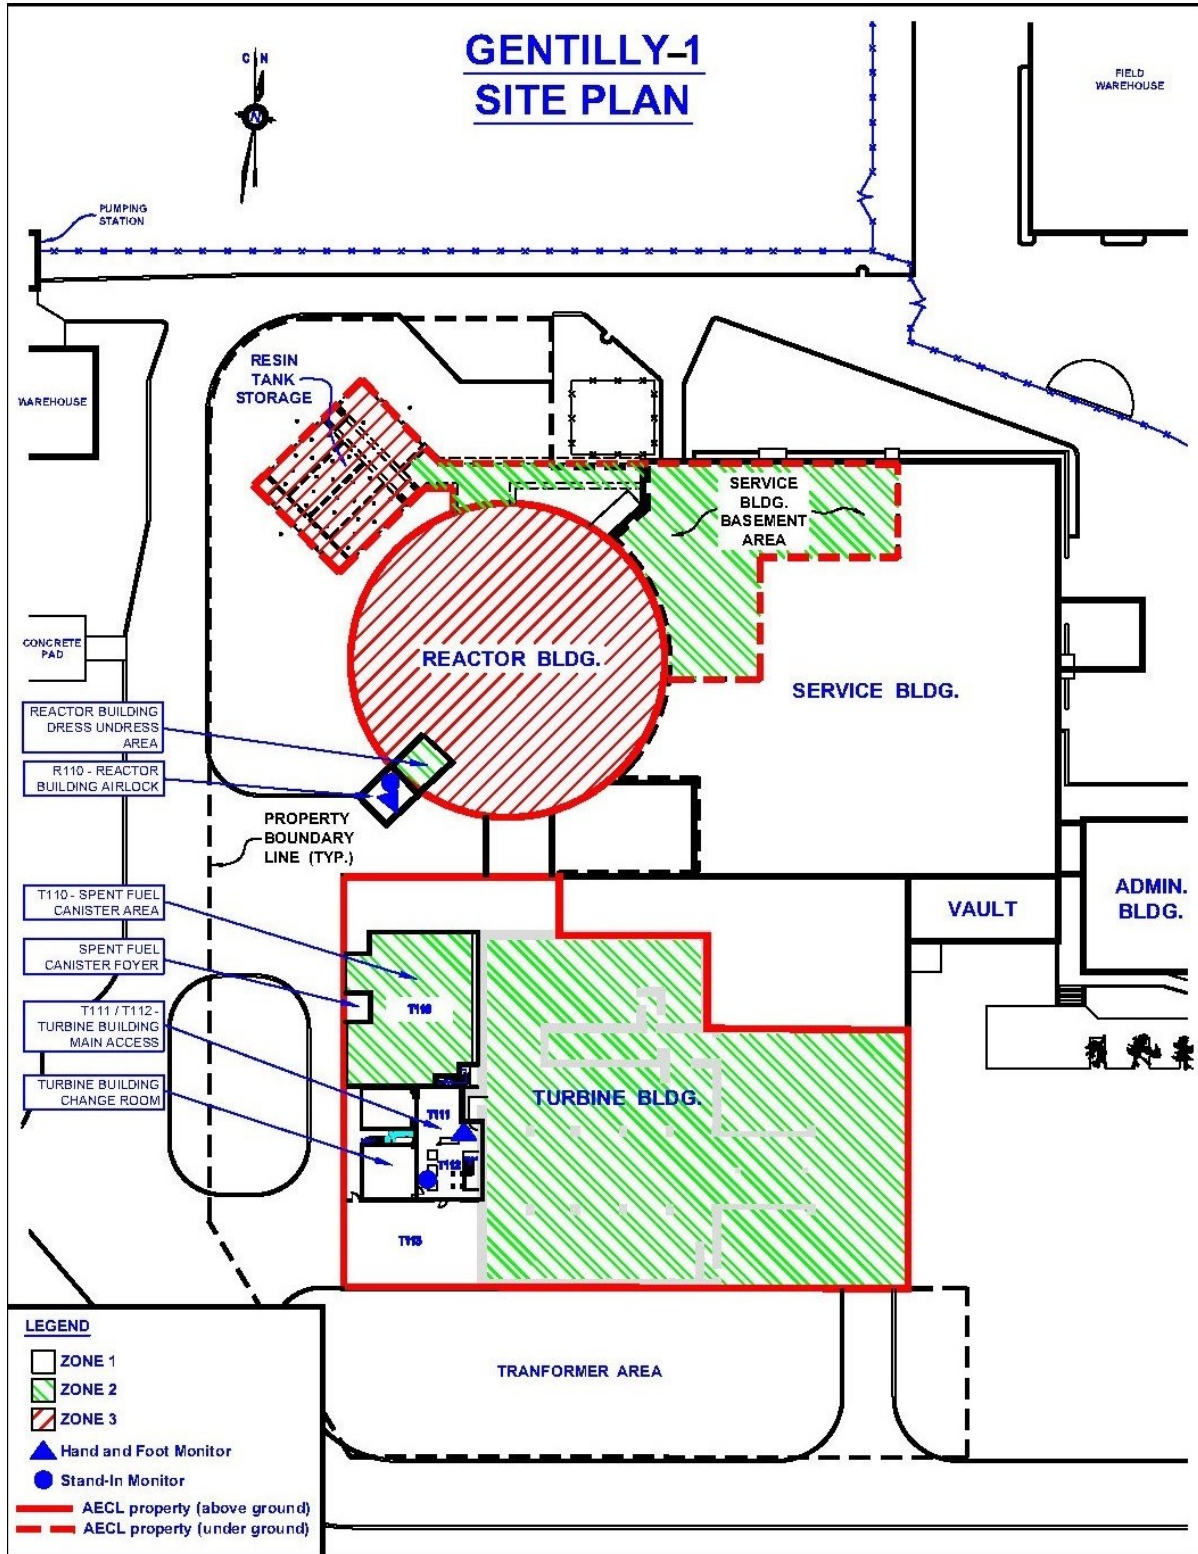 GENTILLY-1
SITE PLAN
C N
N
FIELD
WAREHOUSE
PUMPING
STATION
RESIN
TANK
STORAGE
WAREHOUSE
SERVICE
BLDG.
BASEMENT
AREA
CONCRETE
PAD
REACTOR BLDG.
SERVICE BLDG.
REACTOR BUILDING
DRESS UNDRESS
AREA
R110 - REACTOR
BUILDING AIRLOCK
PROPERTY
BOUNDARY
LINE (TYP.)
T110 - SPENT FUEL
CANISTER AREA
SPENT FUEL
CANISTER FOYER
T111 / T112 -
TURBINE BUILDING
MAIN ACCESS
TURBINE BUILDING
CHANGE ROOM
VAULT
ADMIN.
BLDG.
T110
TURBINE BLDG.
T111
T112
T113
TRANFORMER AREA
LEGEND
ZONE 1
ZONE 2
ZONE 3
Hand and Foot Monitor
Stand-In Monitor
AECL property (above ground)
AECL property (under ground)